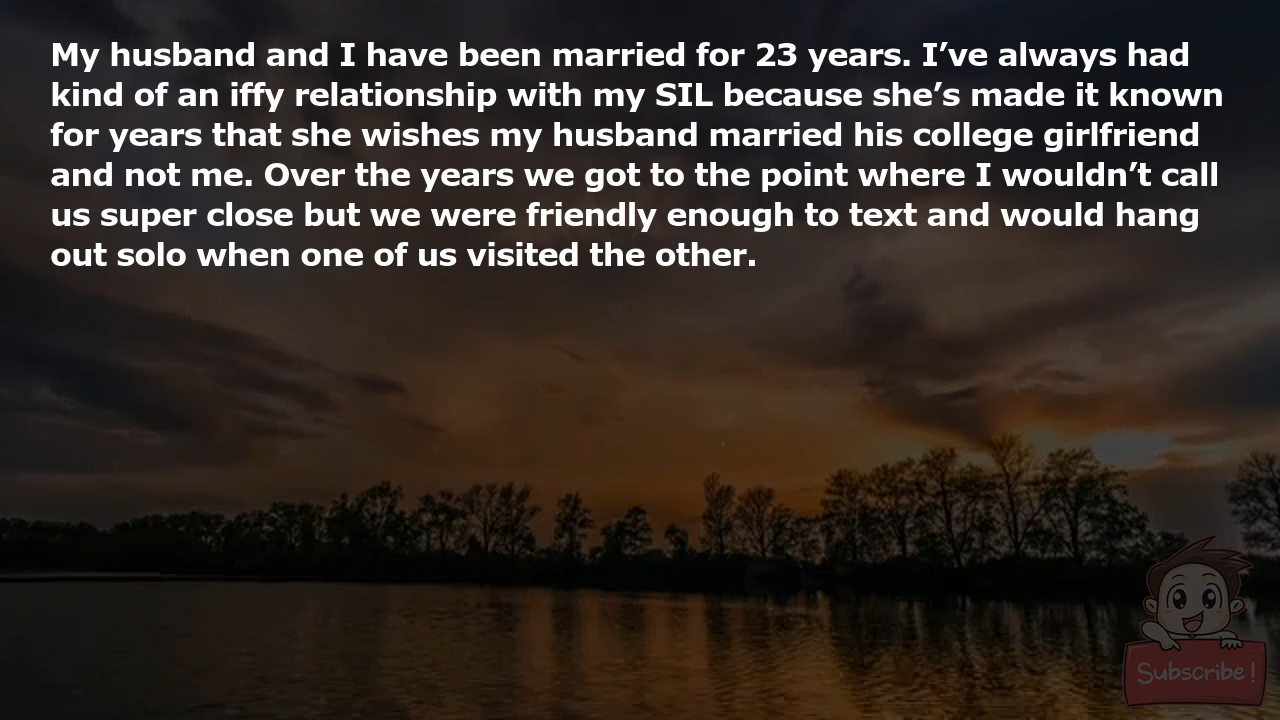 My husband and I have been married for 23 years. I’ve always had
kind of an iffy relationship with my SIL because she’s made it known
for years that she wishes my husband married his college girlfriend
and not me. Over the years we got to the point where I wouldn’t call
us super close but we were friendly enough to text and would hang
out solo when one of us visited the other.
Subscribe!